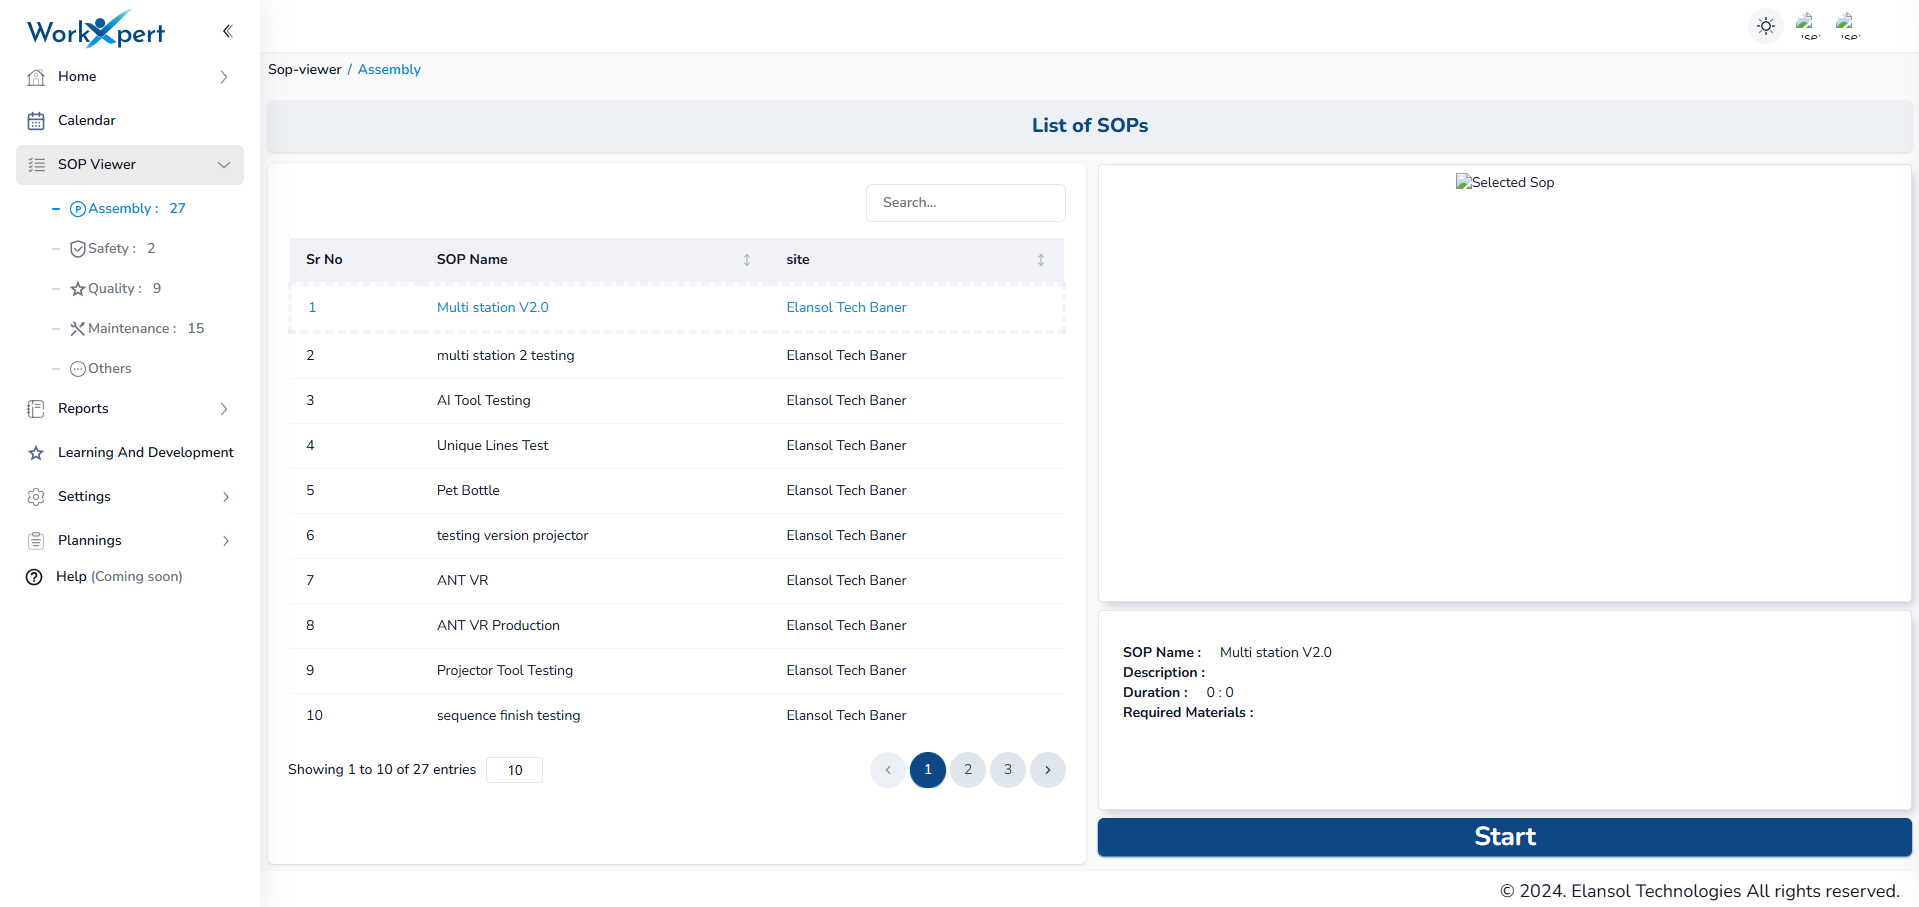 WorkXpert
Home
Calendar
SOP Viewer
Assembly : 27
Safety : 2
Quality : 9
Maintenance : 15
Others
Reports
Learning And Development
Settings
Plannings
Help (Coming soon)
Sop-viewer / Assembly
List of SOPs
Search...
Sr No SOP Name site
1 Multi station V2.0 Elansol Tech Baner
2 multi station 2 testing Elansol Tech Baner
3 AI Tool Testing Elansol Tech Baner
4 Unique Lines Test Elansol Tech Baner
5 Pet Bottle Elansol Tech Baner
6 testing version projector Elansol Tech Baner
7 ANT VR Elansol Tech Baner
8 ANT VR Production Elansol Tech Baner
9 Projector Tool Testing Elansol Tech Baner
10 sequence finish testing Elansol Tech Baner
Showing 1 to 10 of 27 entries 10
1 2 3
Selected Sop
SOP Name : Multi station V2.0
Description :
Duration : 0 : 0
Required Materials :
Start
© 2024. Elansol Technologies All rights reserved.